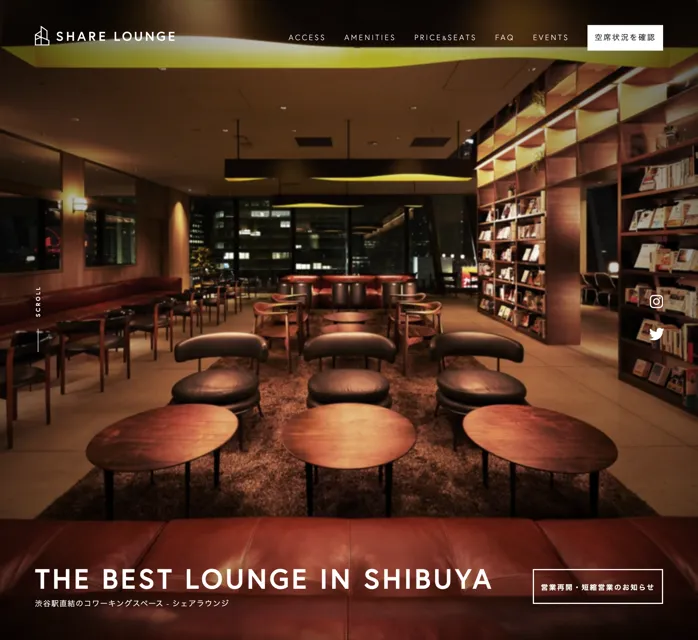 SHARE LOUNGE
ACCESS
AMENITIES
PRICE&SEATS
FAQ
EVENTS
空席状況を確認
SCROLL
THE BEST LOUNGE IN SHIBUYA
渋谷駅直結のコワーキングスペース - シェアラウンジ
営業再開・短縮営業のお知らせ